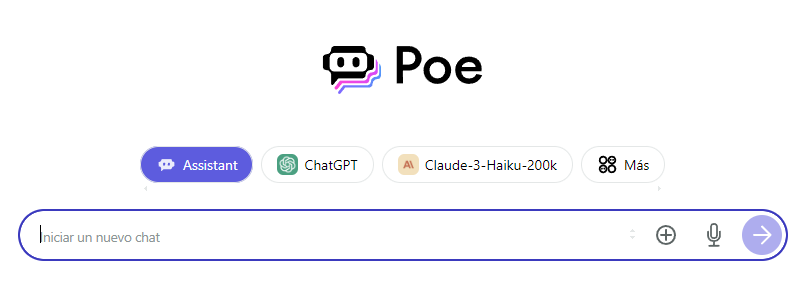 Poe
Assistant ChatGPT Claude-3-Haiku-200k Más
Iniciar un nuevo chat